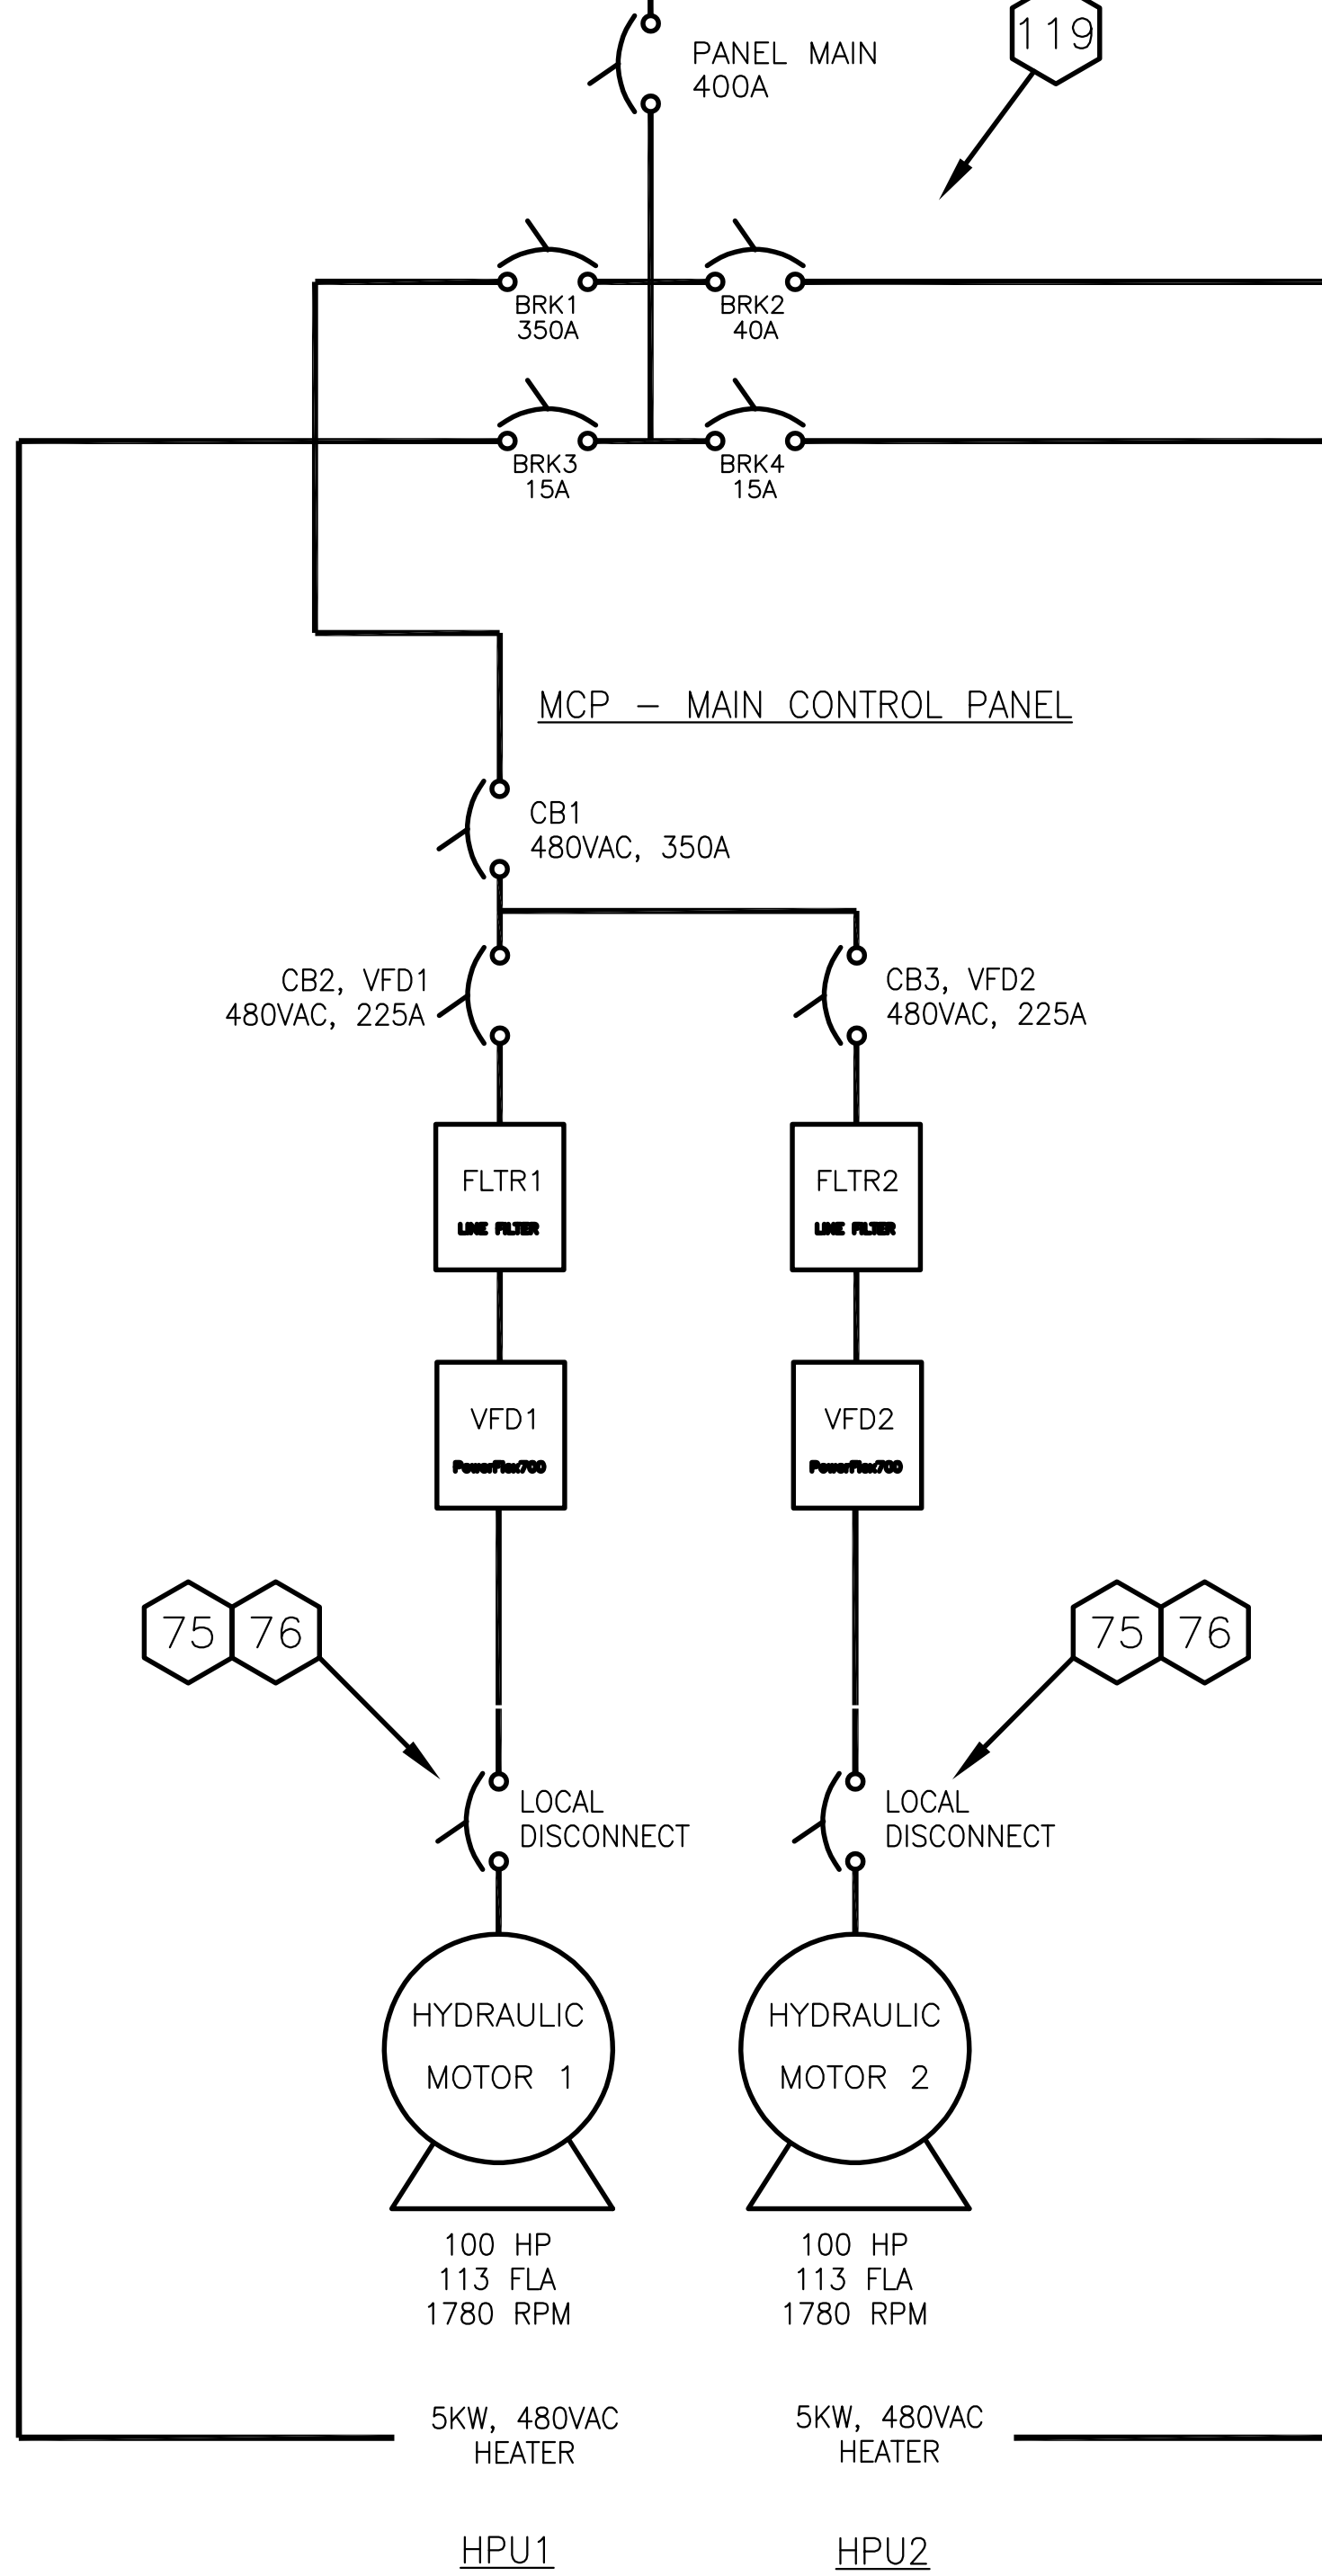 119
PANEL MAIN
400A
BRK1
350A
BRK2
40A
BRK3
15A
BRK4
15A
MCP – MAIN CONTROL PANEL
CB1
480VAC, 350A
CB2, VFD1
480VAC, 225A
CB3, VFD2
480VAC, 225A
FLTR1
LINE FILTER
FLTR2
LINE FILTER
VFD1
PowerFlex700
VFD2
PowerFlex700
75 76
75 76
LOCAL
DISCONNECT
LOCAL
DISCONNECT
HYDRAULIC
MOTOR 1
HYDRAULIC
MOTOR 2
100 HP
113 FLA
1780 RPM
100 HP
113 FLA
1780 RPM
5KW, 480VAC
HEATER
5KW, 480VAC
HEATER
HPU1
HPU2